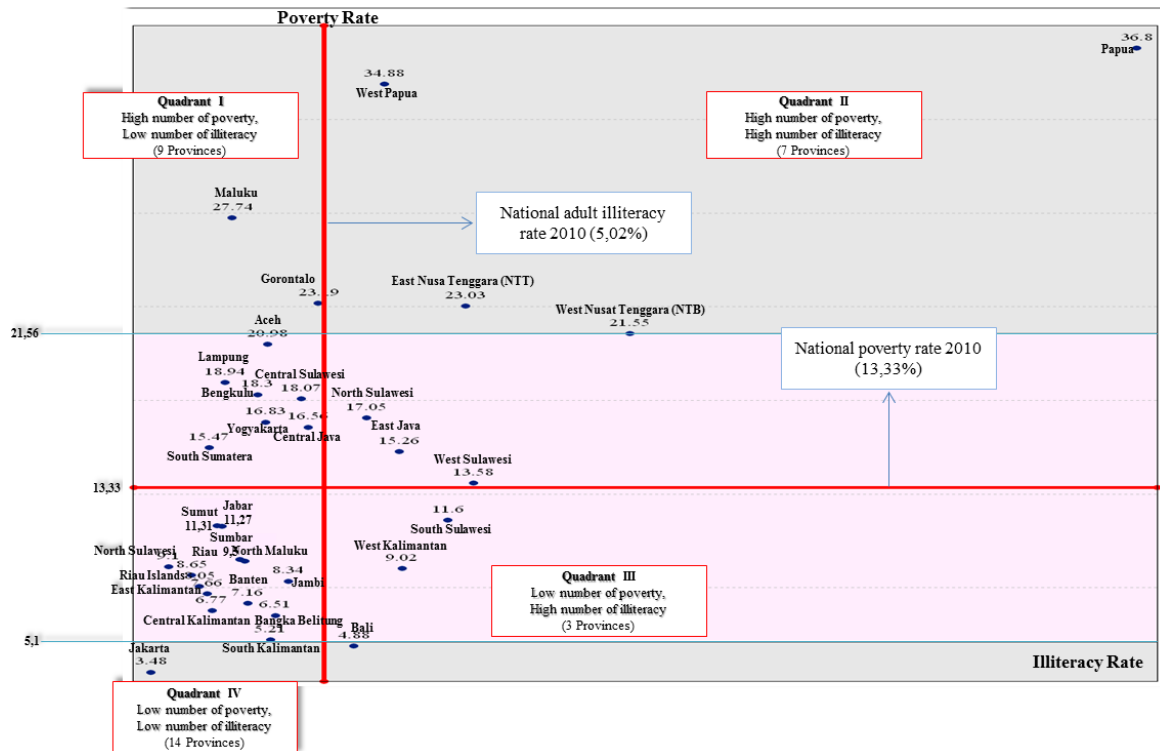 Poverty Rate
36.8
Papua
34.88
West Papua
Quadrant I
High number of poverty,
Low number of illiteracy
(9 Provinces)
Quadrant II
High number of poverty,
High number of illiteracy
(7 Provinces)
Maluku
27.74
National adult illiteracy
rate 2010 (5,02%)
Gorontalo
23.19
East Nusa Tenggara (NTT)
23.03
West Nusat Tenggara (NTB)
21.55
21,56
Aceh
20.98
National poverty rate 2010
(13,33%)
Lampung
18.94
Bengkulu
18.3
Central Sulawesi
18.07
North Sulawesi
17.05
16.83
Yogyakarta
16.56
Central Java
East Java
15.26
15.47
South Sumatera
West Sulawesi
13.58
13,33
Sumut
11,31
Jabar
11,27
11.6
South Sulawesi
Sumbar
North Sulawesi
9.1
Riau
North Maluku
West Kalimantan
9.02
8.65
Riau Islands
8.34
Jambi
East Kalimantan
Banten
7.16
6.77
Central Kalimantan
6.51
Bangka Belitung
Quadrant III
Low number of poverty,
High number of illiteracy
(3 Provinces)
5.21
South Kalimantan
Bali
4.88
5,1
Jakarta
3.48
Illiteracy Rate
Quadrant IV
Low number of poverty,
Low number of illiteracy
(14 Provinces)